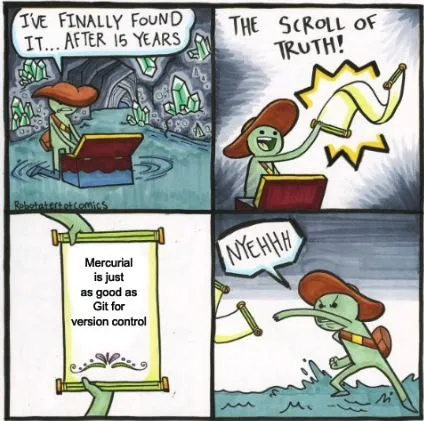 I'VE FINALLY FOUND
IT... AFTER 15 YEARS
Robotatertotcomics
THE SCROLL OF
TRUTH!
Mercurial
is just
as good as
Git for
version control
NYEHHH